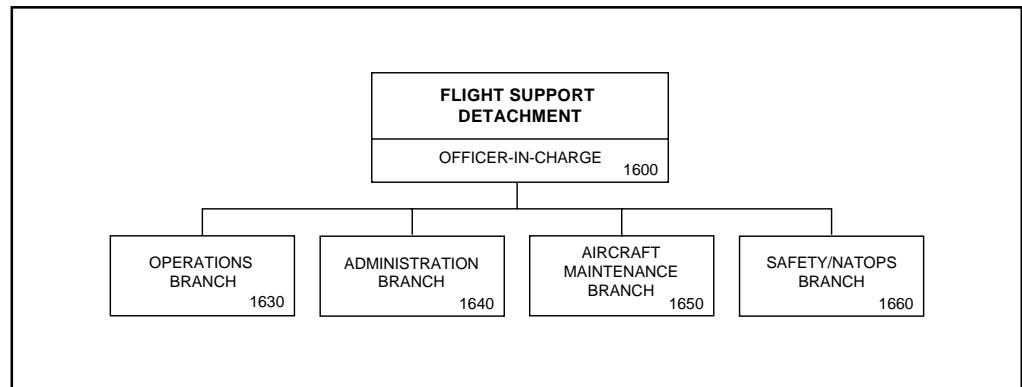 FLIGHT SUPPORT
DETACHMENT
OFFICER-IN-CHARGE
1600
OPERATIONS
BRANCH
1630
ADMINISTRATION
BRANCH
1640
AIRCRAFT
MAINTENANCE
BRANCH
1650
SAFETY/NATOPS
BRANCH
1660